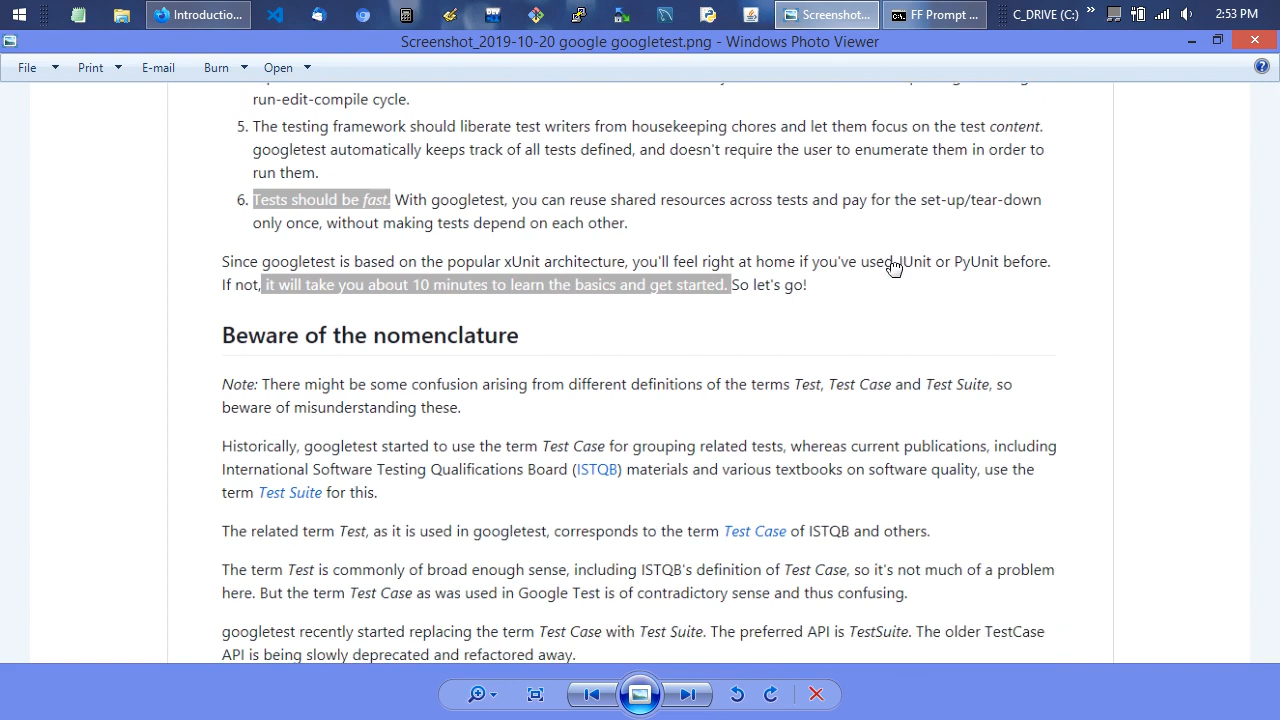 Introductio...
Screenshot...
FF Prompt ...
C_DRIVE (C:)
2:53 PM
Screenshot_2019-10-20 google googletest.png - Windows Photo Viewer
File Print E-mail Burn Open
run-edit-compile cycle.
5. The testing framework should liberate test writers from housekeeping chores and let them focus on the test content.
googletest automatically keeps track of all tests defined, and doesn't require the user to enumerate them in order to
run them.
6. Tests should be fast. With googletest, you can reuse shared resources across tests and pay for the set-up/tear-down
only once, without making tests depend on each other.
Since googletest is based on the popular xUnit architecture, you'll feel right at home if you've used JUnit or PyUnit before.
If not, it will take you about 10 minutes to learn the basics and get started. So let's go!
Beware of the nomenclature
Note: There might be some confusion arising from different definitions of the terms Test, Test Case and Test Suite, so
beware of misunderstanding these.
Historically, googletest started to use the term Test Case for grouping related tests, whereas current publications, including
International Software Testing Qualifications Board (ISTQB) materials and various textbooks on software quality, use the
term Test Suite for this.
The related term Test, as it is used in googletest, corresponds to the term Test Case of ISTQB and others.
The term Test is commonly of broad enough sense, including ISTQB's definition of Test Case, so it's not much of a problem
here. But the term Test Case as was used in Google Test is of contradictory sense and thus confusing.
googletest recently started replacing the term Test Case with Test Suite. The preferred API is TestSuite. The older TestCase
API is being slowly deprecated and refactored away.